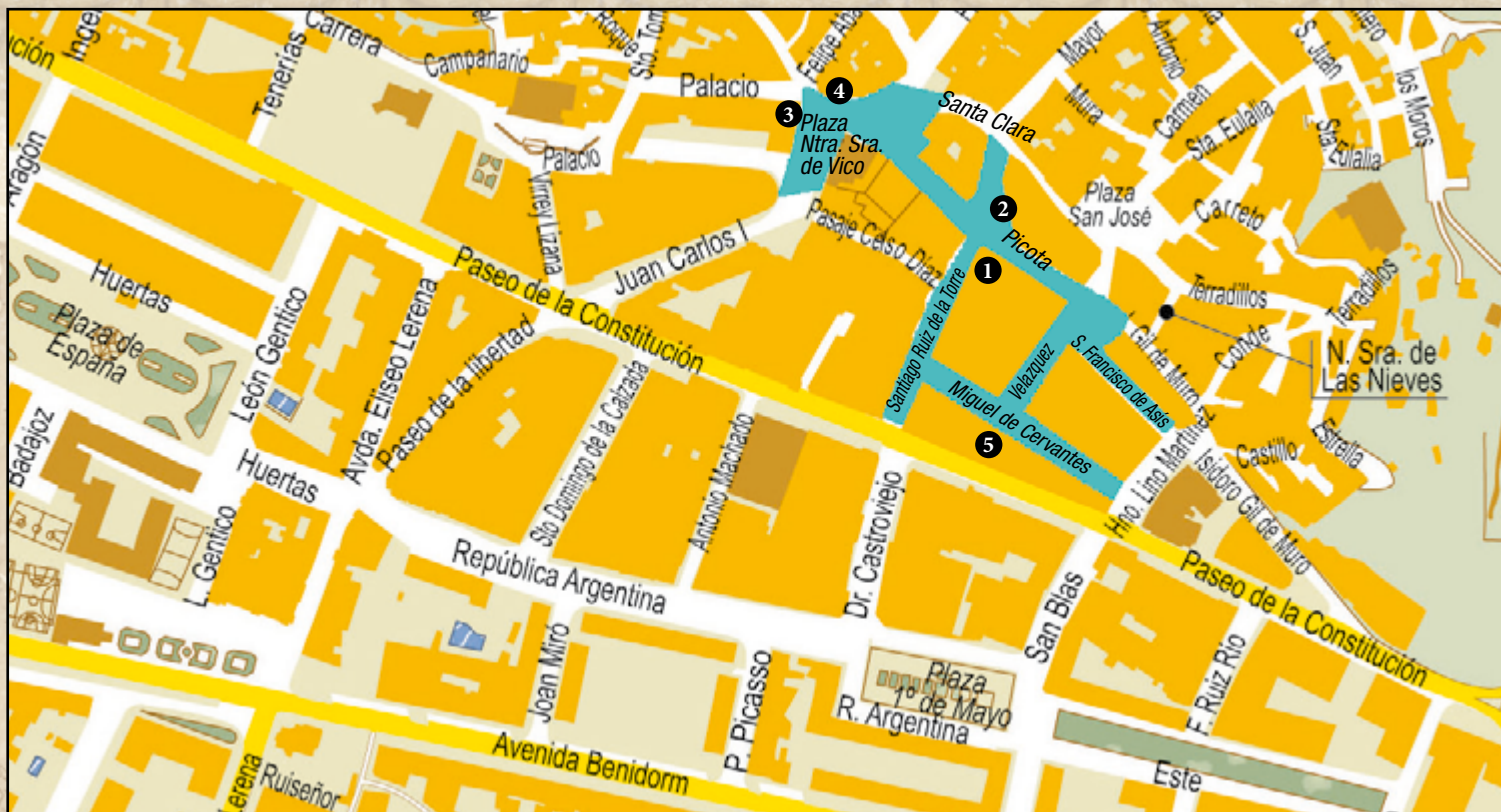 ución
Inge
Carrera
Tenerías
Campanario
Roque
Sto
Felipe Aba
Palacio
4
3
Plaza
Ntra. Sra.
de Vico
Santa Clara
Mayor
Antonio
S. Juan
los Moros
Mura
Carmen
Sta. Eulalia
Sta Eulalia
Aragón
Palacio
Virrey Lizana
Plaza
San José
Carreto
2
Picota
1
Pasaje Celso Díaz
Juan Carlos I
Paseo de la Constitución
Santiago Ruiz de la Torre
Terradillos
Terradillos
Conde
N. Sra. de
Las Nieves
Huertas
Plaza de
España
León Gentico
Avda. Eliseo Lerena
Paseo de la libertad
Sto Domingo de la Calzada
Antonio Machado
Velazquez
S. Francisco de Asís
Miguel de Cervantes
5
Hno. Lino Martínez
Castillo
Estrella
Isidoro Gil de Muro
Badajoz
Huertas
L. Gentico
República Argentina
Dr. Castroviejo
San Blas
Paseo de la Constitución
Joan Miró
P. Picasso
Plaza
1º de Mayo
R. Argentina
F. Ruiz Río
Avenida Benidorm
Este
Lerena
Ruiseñor